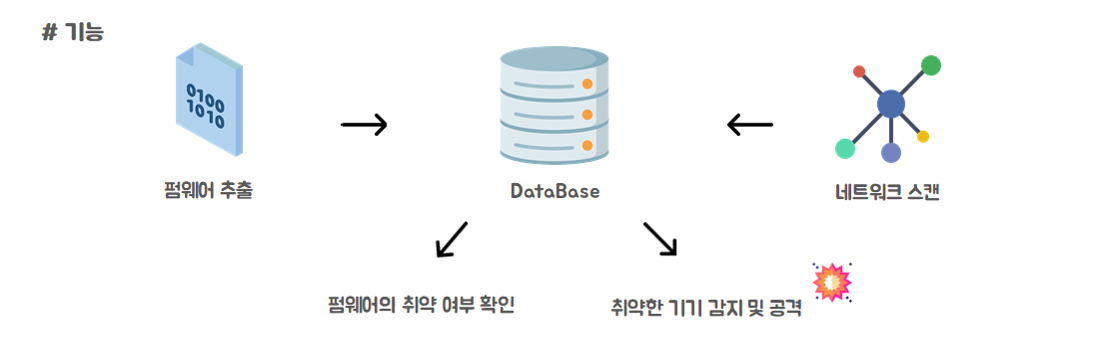 # 기능
0100
1010
펌웨어 추출
DataBase
네트워크 스캔
펌웨어의 취약 여부 확인
취약한 기기 감지 및 공격